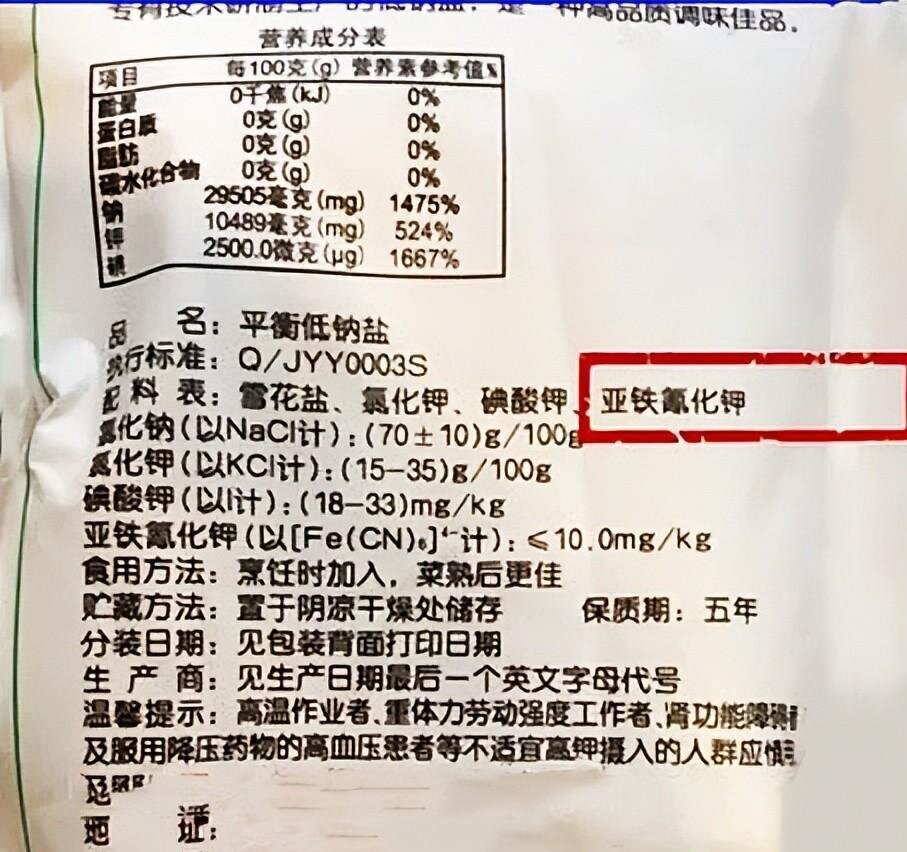 是一种高品质调味佳品。
营养成分表
项目 每100克(g) 营养素参考值%
能量 0千焦(kJ) 0%
蛋白质 0克(g) 0%
脂肪 0克(g) 0%
碳水化合物 0克(g) 0%
钠 29505毫克(mg) 1475%
钾 10489毫克(mg) 524%
碘 2500.0微克(μg) 1667%
品 名：平衡低钠盐
执行标准：Q/JYY0003S
配料表：雪花盐、氯化钾、碘酸钾、亚铁氰化钾
氯化钠(以NaCl计)：(70±10)g/100g
氯化钾(以KCl计)：(15—35)g/100g
碘酸钾(以I计)：(18—33)mg/kg
亚铁氰化钾(以[Fe(CN)₆]⁴⁻计)：≤10.0mg/kg
食用方法：烹饪时加入，菜熟后更佳
贮藏方法：置于阴凉干燥处储存 保质期：五年
分装日期：见包装背面打印日期
生产商：见生产日期最后一个英文字母代号
温馨提示：高温作业者、重体力劳动强度工作者、肾功能障碍
及服用降压药物的高血压患者等不适宜高钾摄入的人群应慎
地 址：